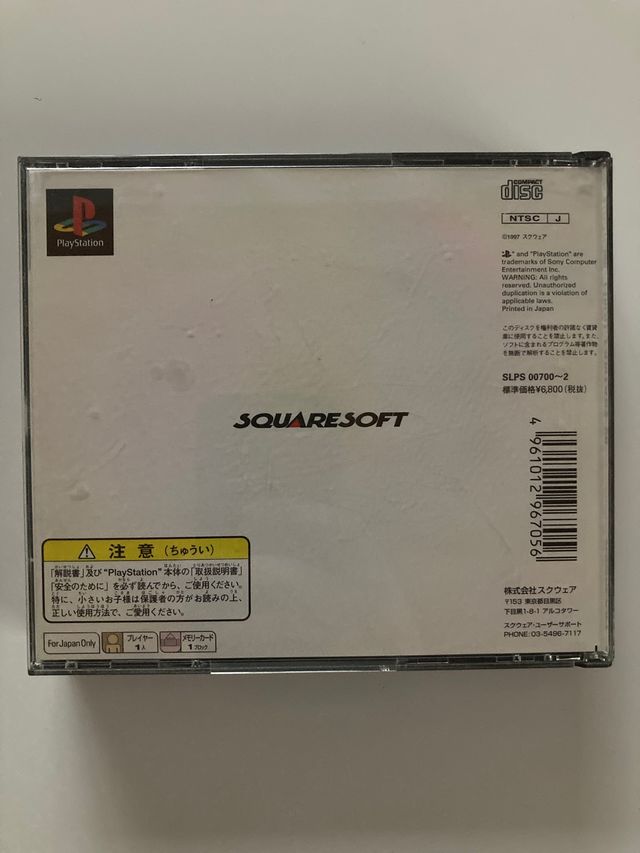 PlayStation
COMPACT
disc
NTSC J
©1997 スクウェア
"PS" and "PlayStation" are
trademarks of Sony Computer
Entertainment Inc.
WARNING: All rights
reserved. Unauthorized
duplication is a violation of
applicable laws.
Printed in Japan
このディスクを権利者の許諾なく賃貸
業に使用することを禁止します。また、
ソフトに含まれるプログラム等著作物
を無断で解析することを禁止します。
SLPS 00700〜2
標準価格¥6,800(税抜)
SQUARESOFT
4 961012 967056
注意(ちゅうい)
「解説書」及び"PlayStation"本体の「取扱説明書」
「安全のために」を必ず読んでから、ご使用ください。
特に、小さいお子様は保護者の方がお読みの上、
正しい使用方法で、ご愛用ください。
For Japan Only
プレイヤー
1人
メモリーカード
1ブロック
株式会社スクウェア
〒153 東京都目黒区
下目黒1-8-1 アルコタワー
スクウェア・ユーザーサポート
PHONE: 03-5496-7117